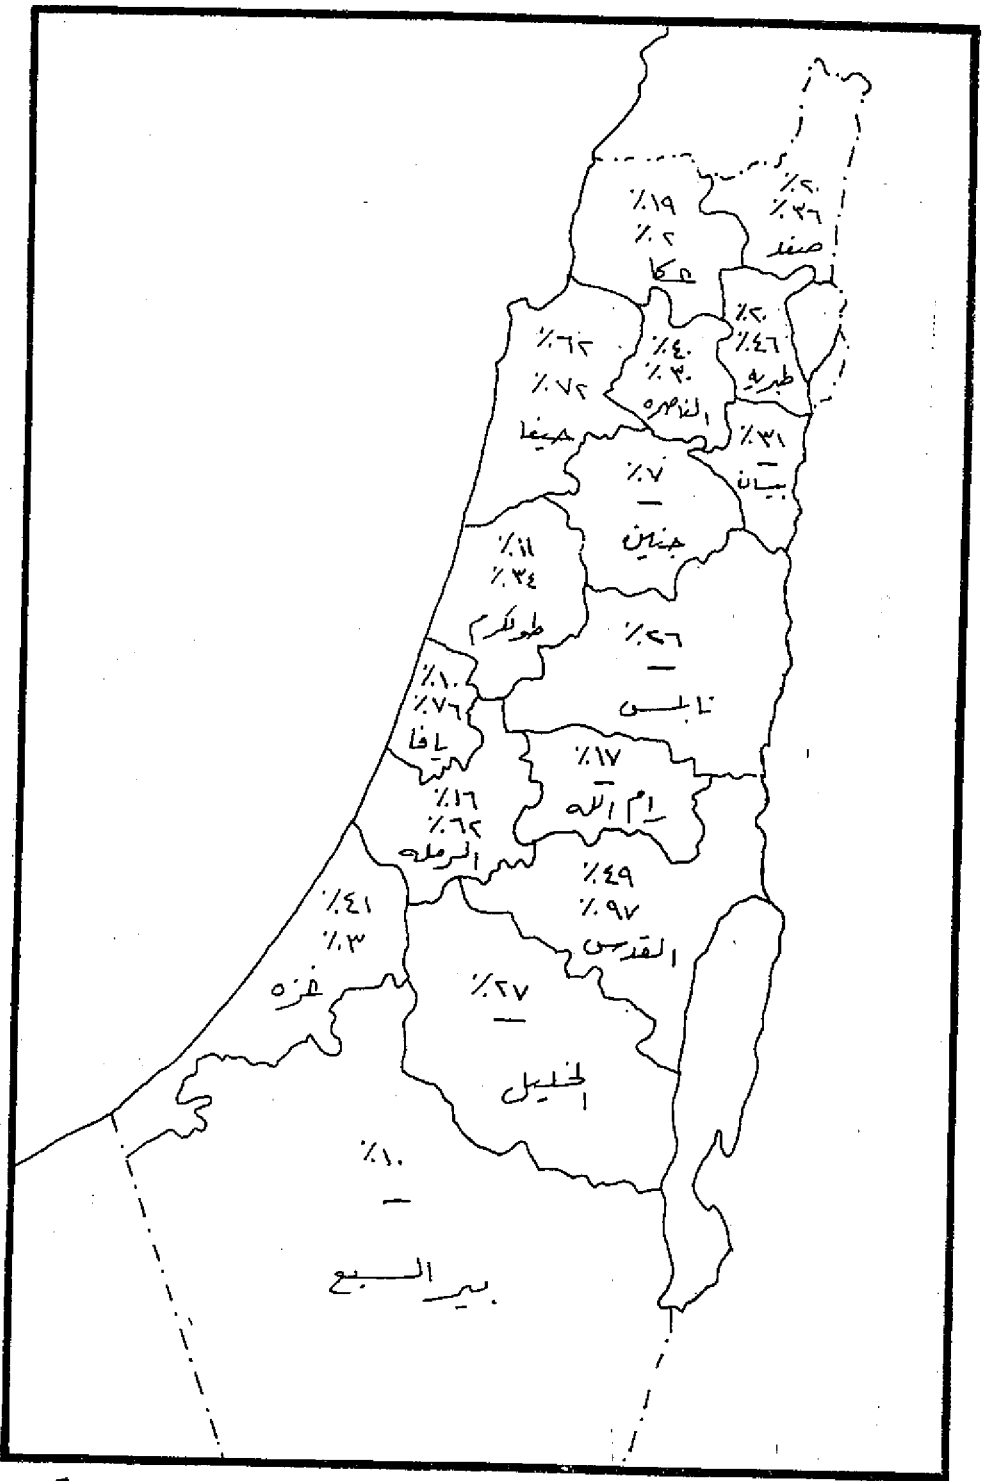 ٪٢٠
٪٣٦
صفد
٪١٩
٪٢
عكا
٪٢٠
٪٤٦
طبريه
٪٤٠
٪٣٠
الناصره
٪٦٢
٪٧٢
حيفا
٪٣١
—
بيسان
٪٧
—
جنين
٪١١
٪٣٤
طولكرم
٪٢٦
—
نابلس
٪١٠
٪٧٦
يافا
٪١٧
—
رام الله
٪١٦
٪٦٢
الرمله
٪٤٩
٪٩٧
القدس
٪٤١
٪٣
غزه
٪٢٧
—
الخليل
٪١٠
—
بير السبع